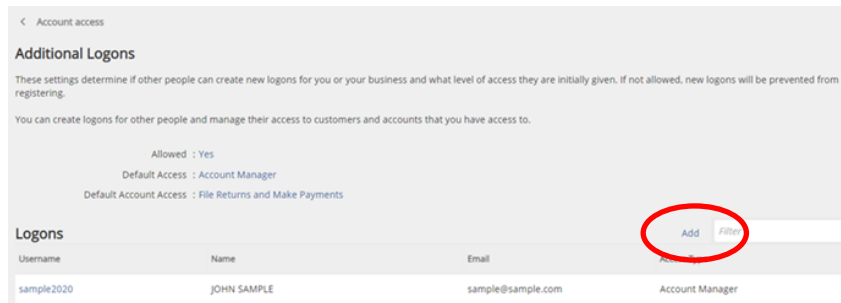 Account access
Additional Logons
These settings determine if other people can create new logons for you or your business and what level of access they are initially given. If not allowed, new logons will be prevented from
registering.
You can create logons for other people and manage their access to customers and accounts that you have access to.
Allowed : Yes
Default Access : Account Manager
Default Account Access : File Returns and Make Payments
Logons Add Filter
Username Name Email
sample2020 JOHN SAMPLE sample@sample.com Account Manager